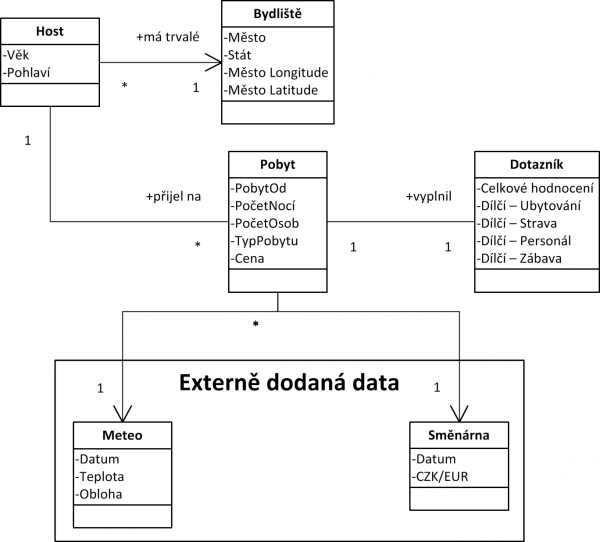 Host
-Věk
-Pohlaví
+má trvalé
*
1
Bydliště
-Město
-Stát
-Město Longitude
-Město Latitude
1
+přijel na
*
Pobyt
-PobytOd
-PočetNocí
-PočetOsob
-TypPobytu
-Cena
+vyplnil
1
1
Dotazník
-Celkové hodnocení
-Dílčí – Ubytování
-Dílčí – Strava
-Dílčí – Personál
-Dílčí – Zábava
*
Externě dodaná data
1
1
Meteo
-Datum
-Teplota
-Obloha
Směnárna
-Datum
-CZK/EUR